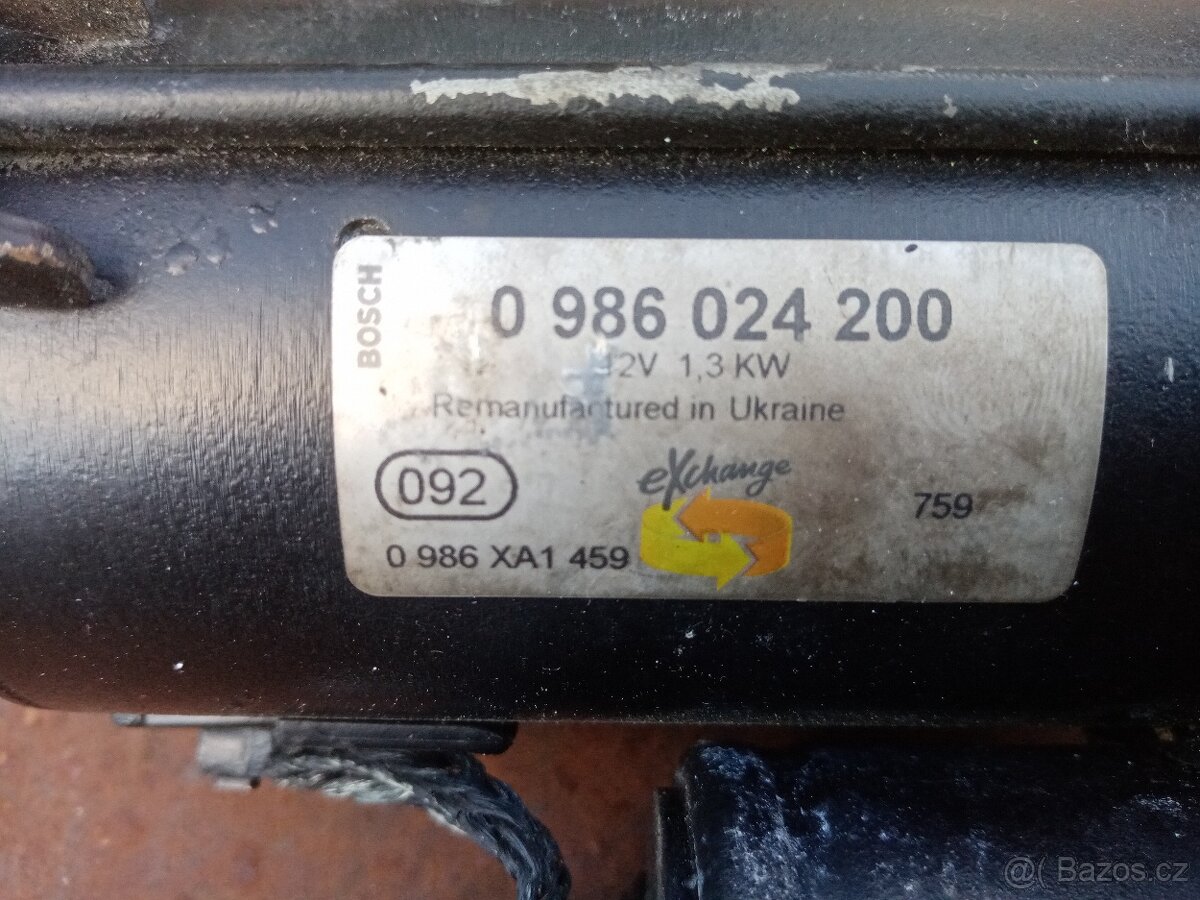 BOSCH
0 986 024 200
12V 1,3 KW
Remanufactured in Ukraine
092
eXchange
759
0 986 XA1 459
@( Bazos.cz